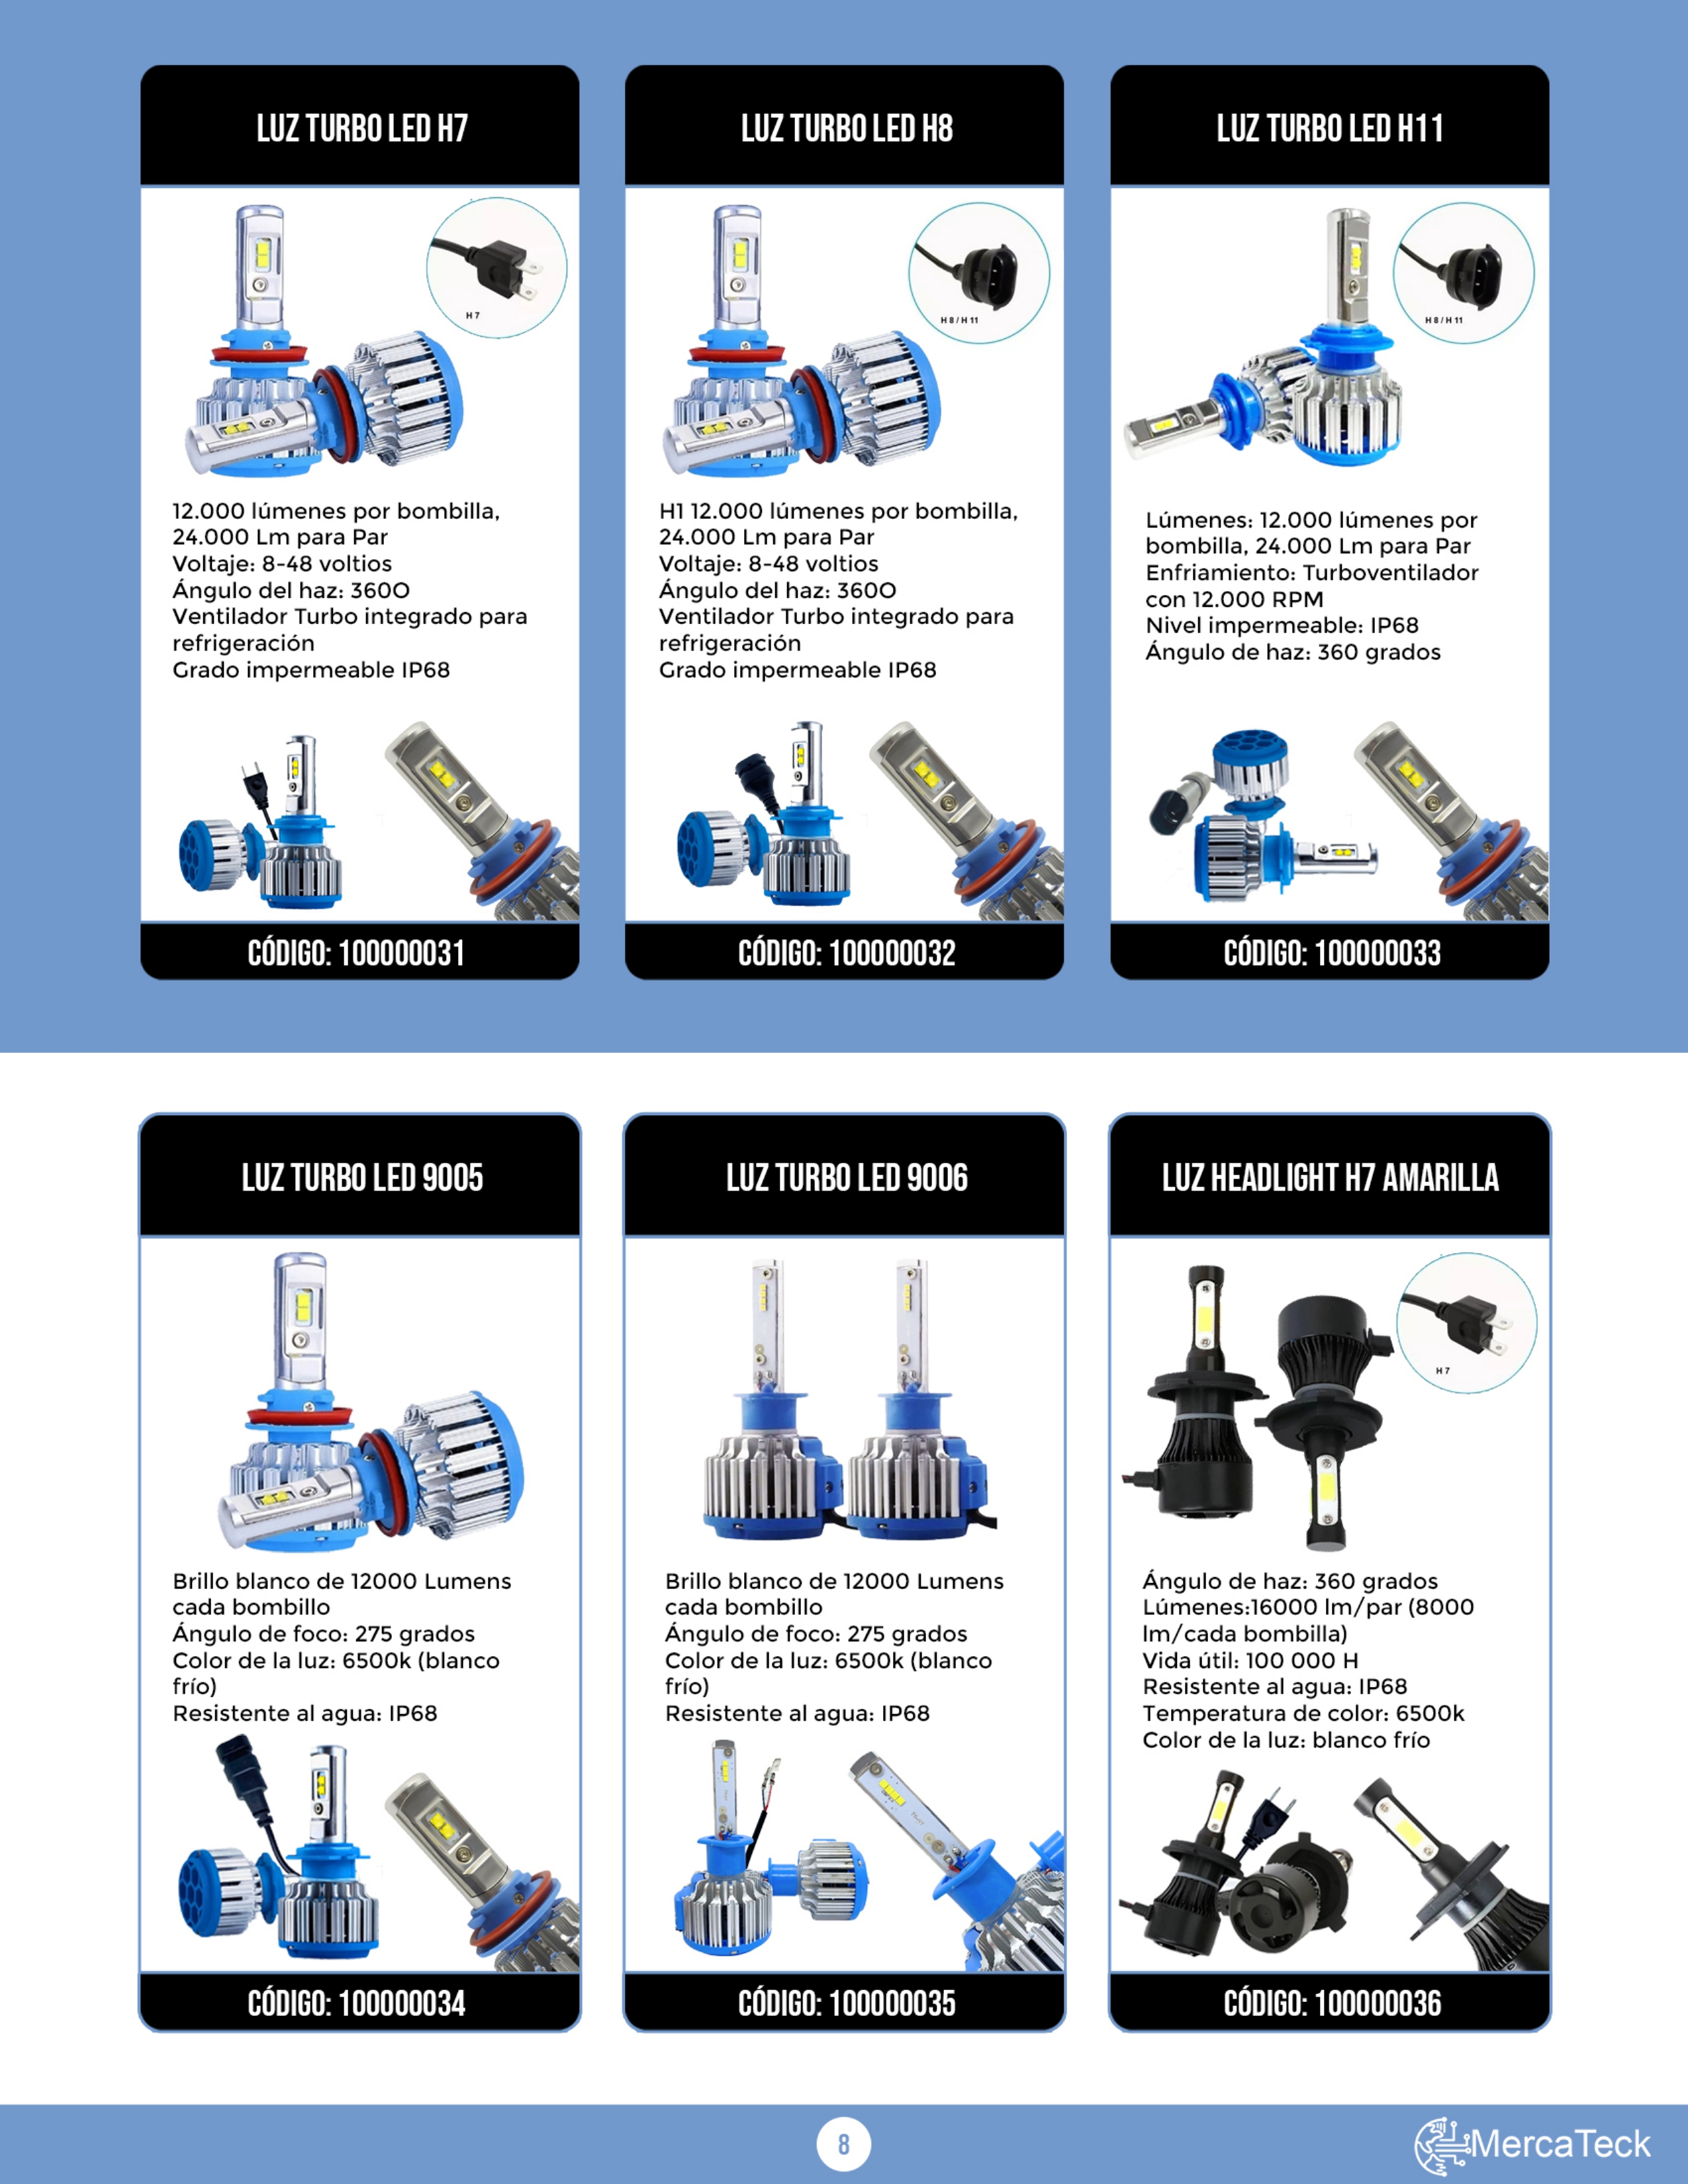 LUZ TURBO LED H7
H7
12.000 lúmenes por bombilla,
24.000 Lm para Par
Voltaje: 8-48 voltios
Ángulo del haz: 360O
Ventilador Turbo integrado para
refrigeración
Grado impermeable IP68
CÓDIGO: 100000031
LUZ TURBO LED H8
H8/H11
H1 12.000 lúmenes por bombilla,
24.000 Lm para Par
Voltaje: 8-48 voltios
Ángulo del haz: 360O
Ventilador Turbo integrado para
refrigeración
Grado impermeable IP68
CÓDIGO: 100000032
LUZ TURBO LED H11
H8/H11
Lúmenes: 12.000 lúmenes por
bombilla, 24.000 Lm para Par
Enfriamiento: Turboventilador
con 12.000 RPM
Nivel impermeable: IP68
Ángulo de haz: 360 grados
CÓDIGO: 100000033
LUZ TURBO LED 9005
Brillo blanco de 12000 Lumens
cada bombillo
Ángulo de foco: 275 grados
Color de la luz: 6500k (blanco
frío)
Resistente al agua: IP68
CÓDIGO: 100000034
LUZ TURBO LED 9006
Brillo blanco de 12000 Lumens
cada bombillo
Ángulo de foco: 275 grados
Color de la luz: 6500k (blanco
frío)
Resistente al agua: IP68
CÓDIGO: 100000035
LUZ HEADLIGHT H7 AMARILLA
H7
Ángulo de haz: 360 grados
Lúmenes:16000 lm/par (8000
lm/cada bombilla)
Vida útil: 100 000 H
Resistente al agua: IP68
Temperatura de color: 6500k
Color de la luz: blanco frío
CÓDIGO: 100000036
8
MercaTeck